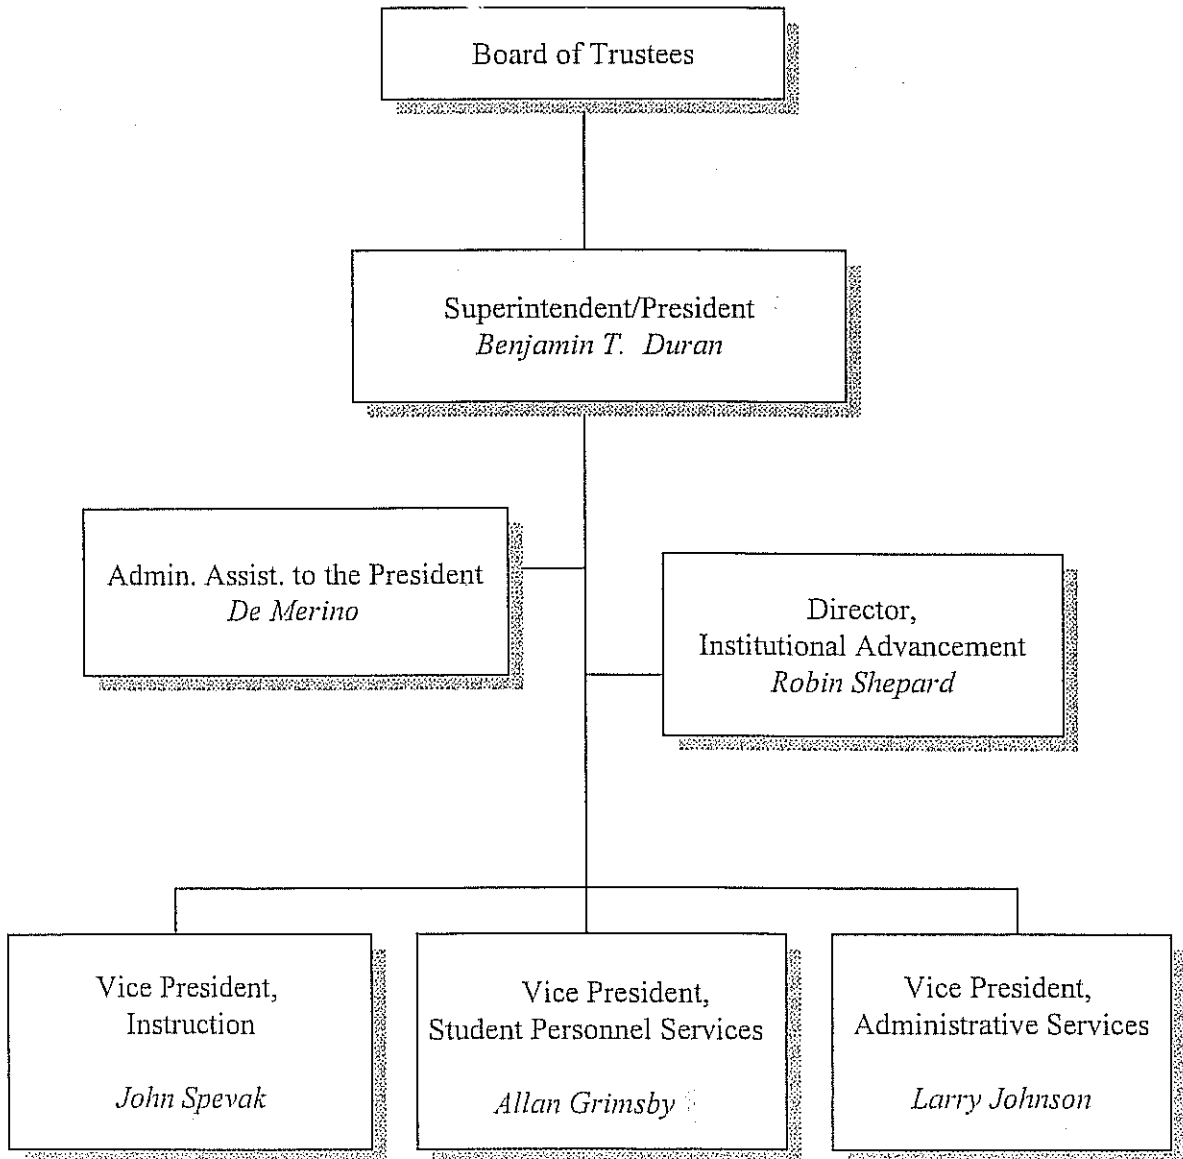 Board of Trustees
Superintendent/President
Benjamin T. Duran
Admin. Assist. to the President
De Merino
Director,
Institutional Advancement
Robin Shepard
Vice President,
Instruction
John Spevak
Vice President,
Student Personnel Services
Allan Grimsby
Vice President,
Administrative Services
Larry Johnson